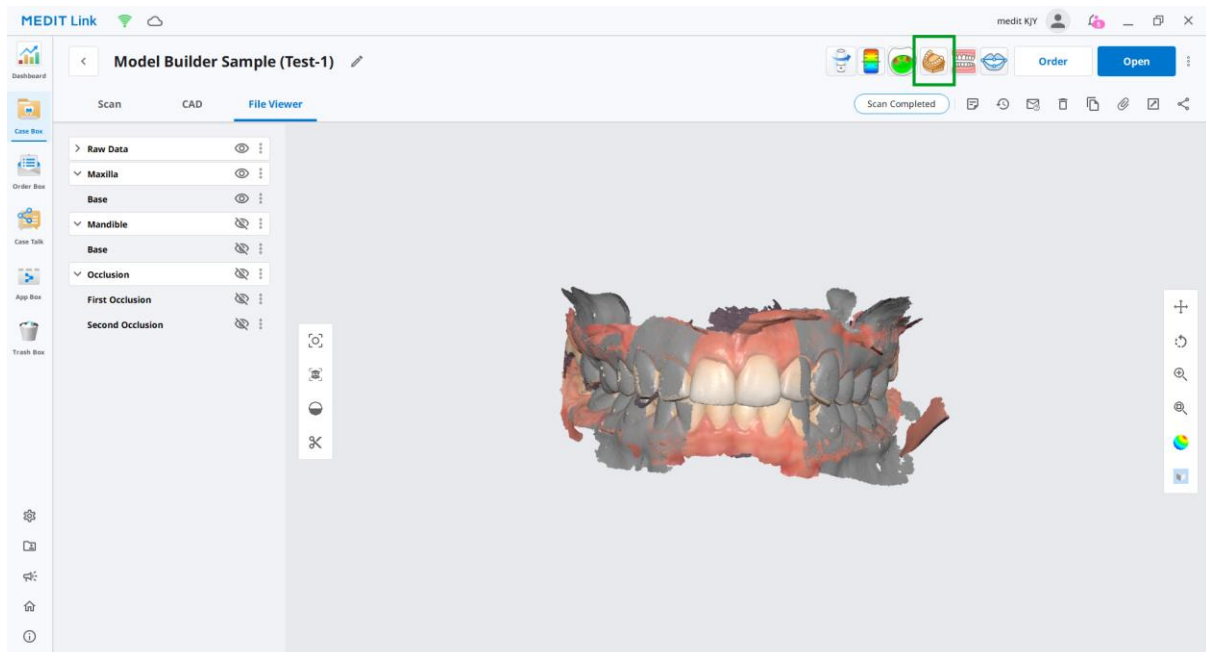 MEDIT Link
medit KJY
Dashboard
Model Builder Sample (Test-1)
Order
Open
Scan
CAD
File Viewer
Scan Completed
Case Box
Raw Data
Maxilla
Base
Mandible
Base
Occlusion
First Occlusion
Second Occlusion
Order Box
Case Talk
App Box
Trash Box